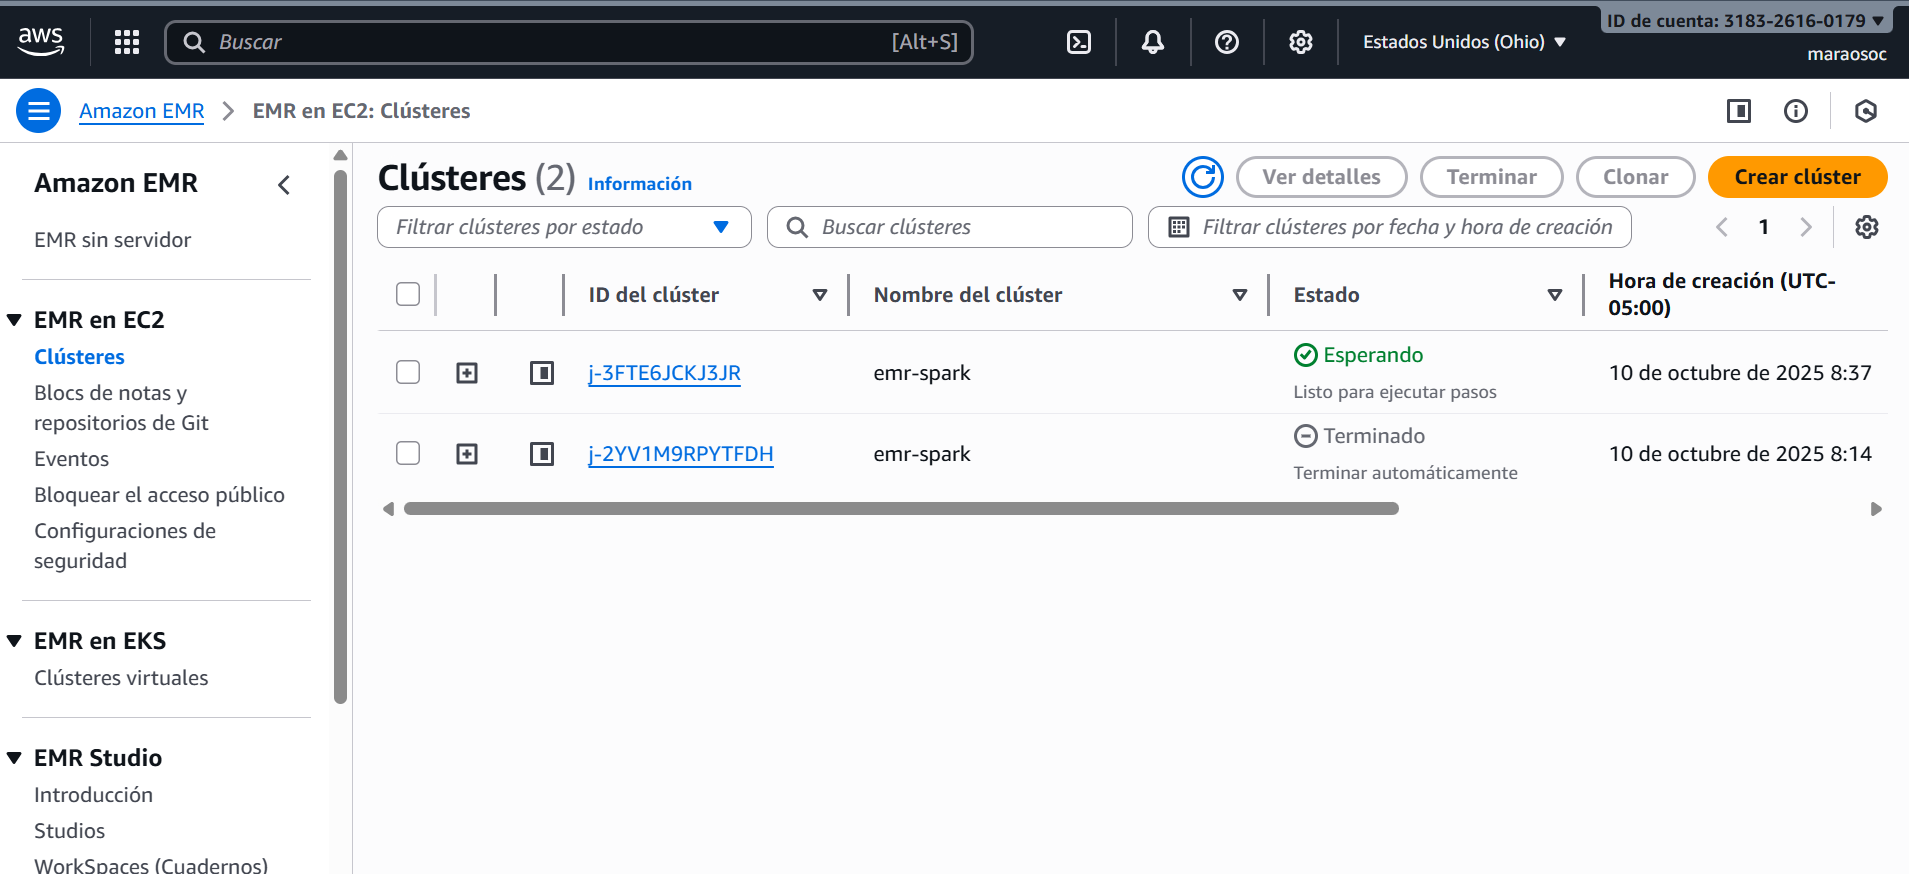 aws
Buscar
[Alt+S]
Estados Unidos (Ohio)
ID de cuenta: 3183-2616-0179
maraosoc
Amazon EMR
EMR en EC2: Clústeres
Amazon EMR
EMR sin servidor
EMR en EC2
Clústeres
Blocs de notas y
repositorios de Git
Eventos
Bloquear el acceso público
Configuraciones de
seguridad
EMR en EKS
Clústeres virtuales
EMR Studio
Introducción
Studios
WorkSpaces (Cuadernos)
Clústeres (2)
Información
Ver detalles
Terminar
Clonar
Crear clúster
Filtrar clústeres por estado
Buscar clústeres
Filtrar clústeres por fecha y hora de creación
1
ID del clúster
Nombre del clúster
Estado
Hora de creación (UTC-
05:00)
j-3FTE6JCKJ3JR
emr-spark
Esperando
Listo para ejecutar pasos
10 de octubre de 2025 8:37
j-2YV1M9RPYTFDH
emr-spark
Terminado
Terminar automáticamente
10 de octubre de 2025 8:14